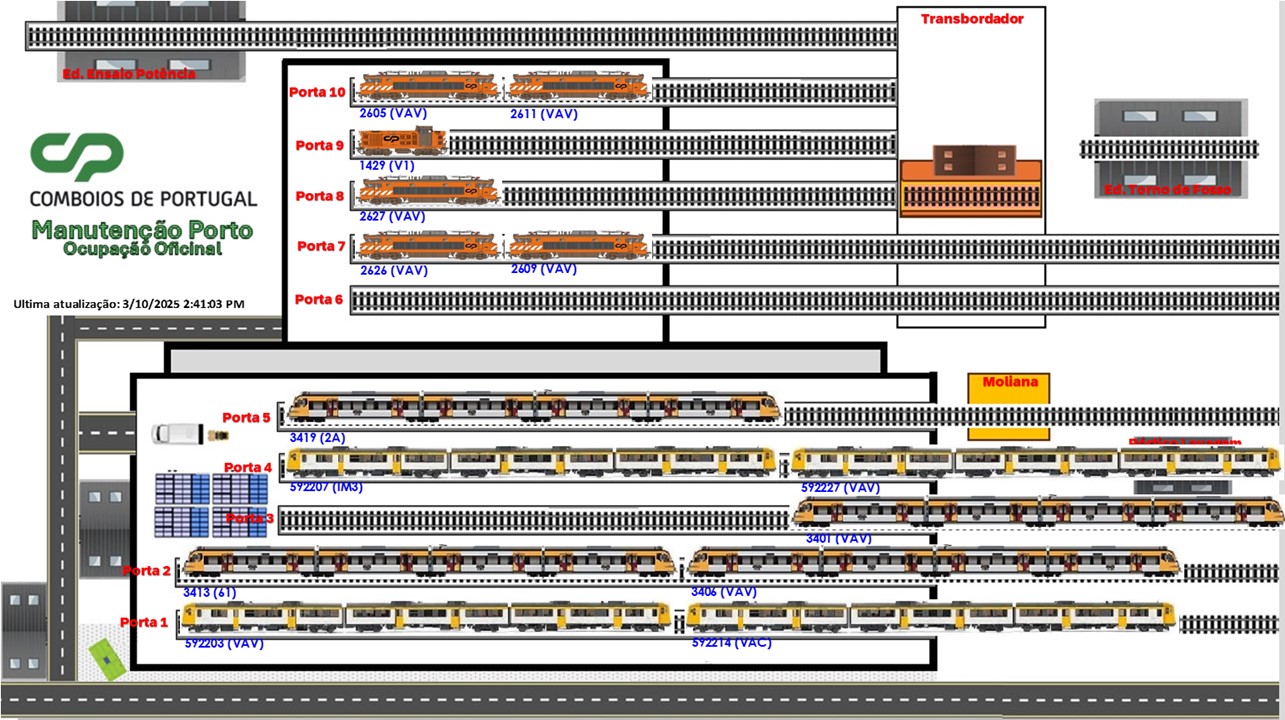 Transbordador
Ed. Ensaio Potência
Porta 10
2605 (VAV)
2611 (VAV)
Porta 9
1429 (V1)
Porta 8
2627 (VAV)
Ed. Torno de Fosso
CP
COMBOIOS DE PORTUGAL
Manutenção Porto
Ocupação Oficinal
Porta 7
2626 (VAV)
2609 (VAV)
Porta 6
Ultima atualização: 3/10/2025 2:41:03 PM
Moliana
Porta 5
3419 (2A)
Porta 4
592207 (IM3)
592227 (VAV)
Porta 3
3401 (VAV)
Porta 2
3413 (61)
3406 (VAV)
Porta 1
592203 (VAV)
592214 (VAC)